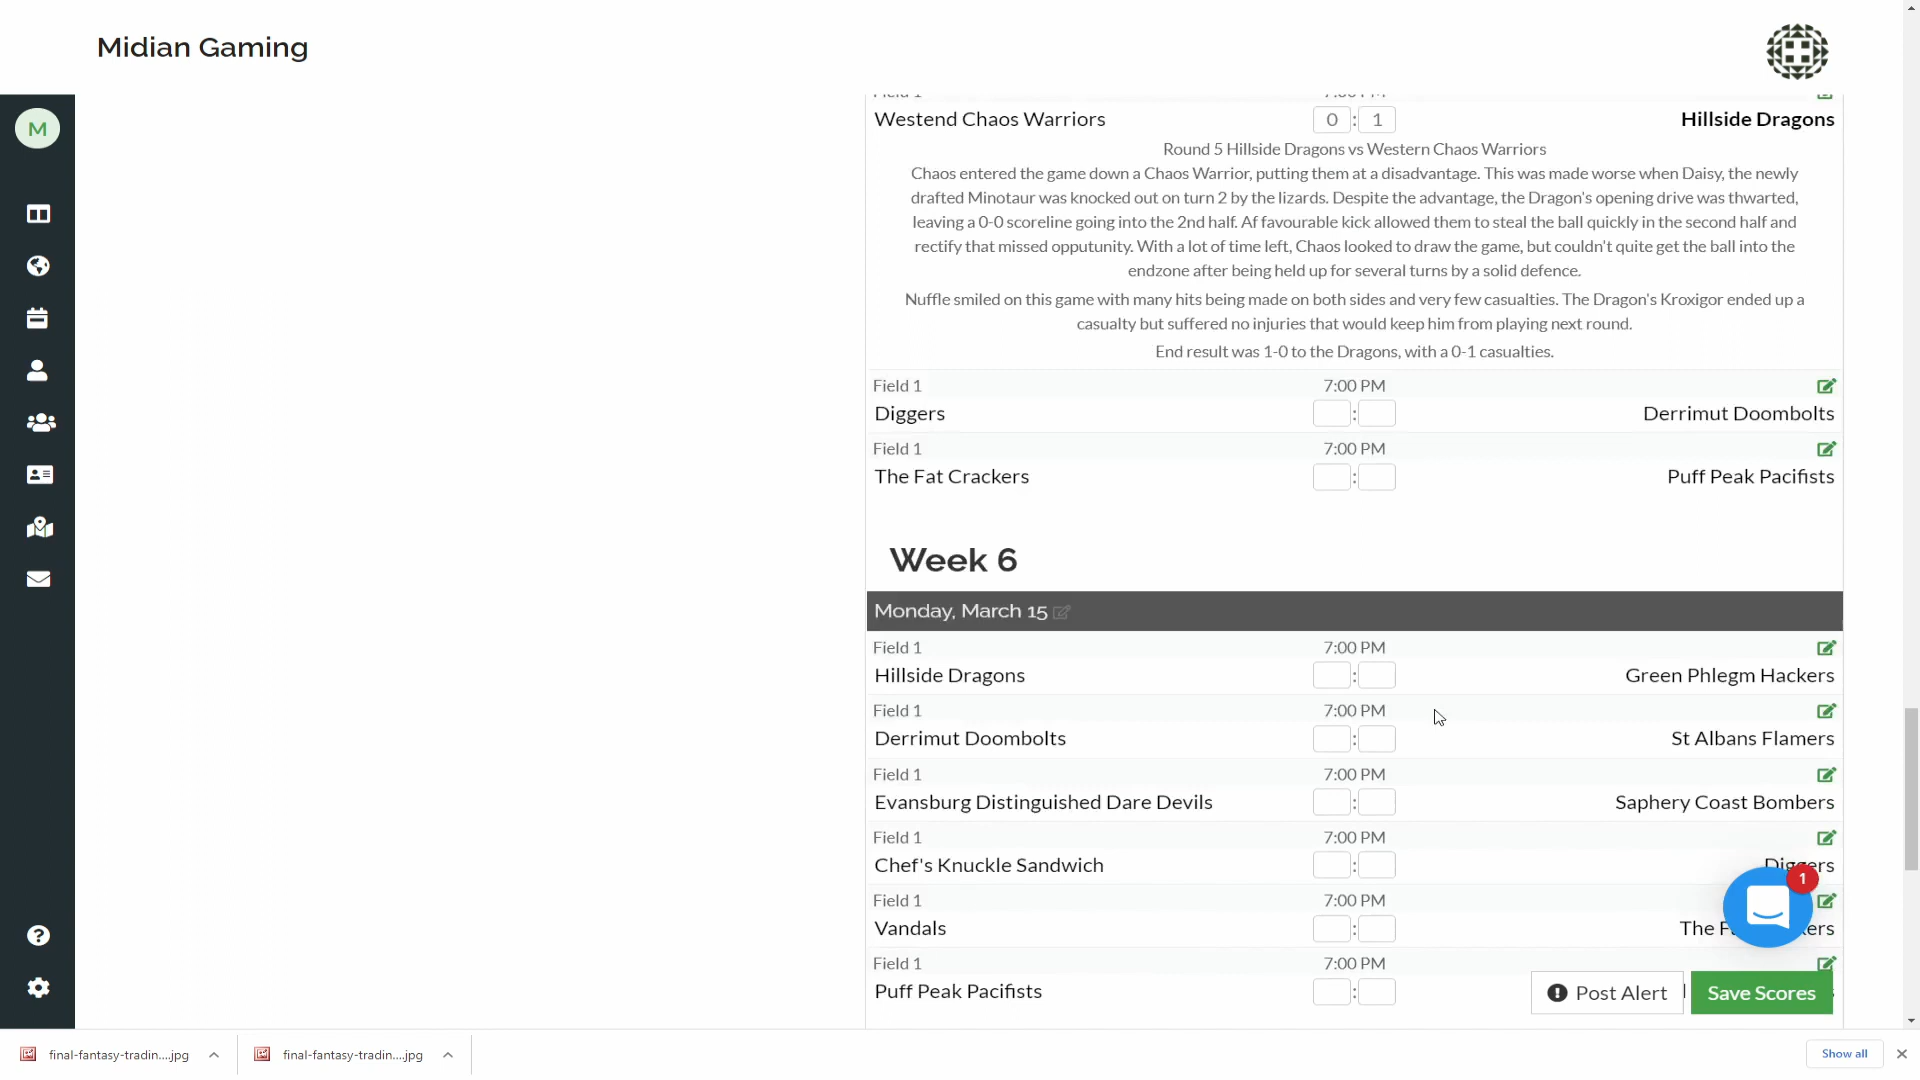 Midian Gaming
M
Westend Chaos Warriors 0 : 1 Hillside Dragons
Round 5 Hillside Dragons vs Western Chaos Warriors
Chaos entered the game down a Chaos Warrior, putting them at a disadvantage. This was made worse when Daisy, the newly
drafted Minotaur was knocked out on turn 2 by the lizards. Despite the advantage, the Dragon's opening drive was thwarted,
leaving a 0-0 scoreline going into the 2nd half. Af favourable kick allowed them to steal the ball quickly in the second half and
rectify that missed opputunity. With a lot of time left, Chaos looked to draw the game, but couldn't quite get the ball into the
endzone after being held up for several turns by a solid defence.
Nuffle smiled on this game with many hits being made on both sides and very few casualties. The Dragon's Kroxigor ended up a
casualty but suffered no injuries that would keep him from playing next round.
End result was 1-0 to the Dragons, with a 0-1 casualties.
Field 1 7:00 PM
Diggers : Derrimut Doombolts
Field 1 7:00 PM
The Fat Crackers : Puff Peak Pacifists
Week 6
Monday, March 15
Field 1 7:00 PM
Hillside Dragons : Green Phlegm Hackers
Field 1 7:00 PM
Derrimut Doombolts : St Albans Flamers
Field 1 7:00 PM
Evansburg Distinguished Dare Devils : Saphery Coast Bombers
Field 1 7:00 PM
Chef's Knuckle Sandwich : Diggers
1
Field 1 7:00 PM
Vandals : The
Field 1 7:00 PM
Puff Peak Pacifists :
Post Alert Save Scores
final-fantasy-tradin....jpg final-fantasy-tradin....jpg Show all